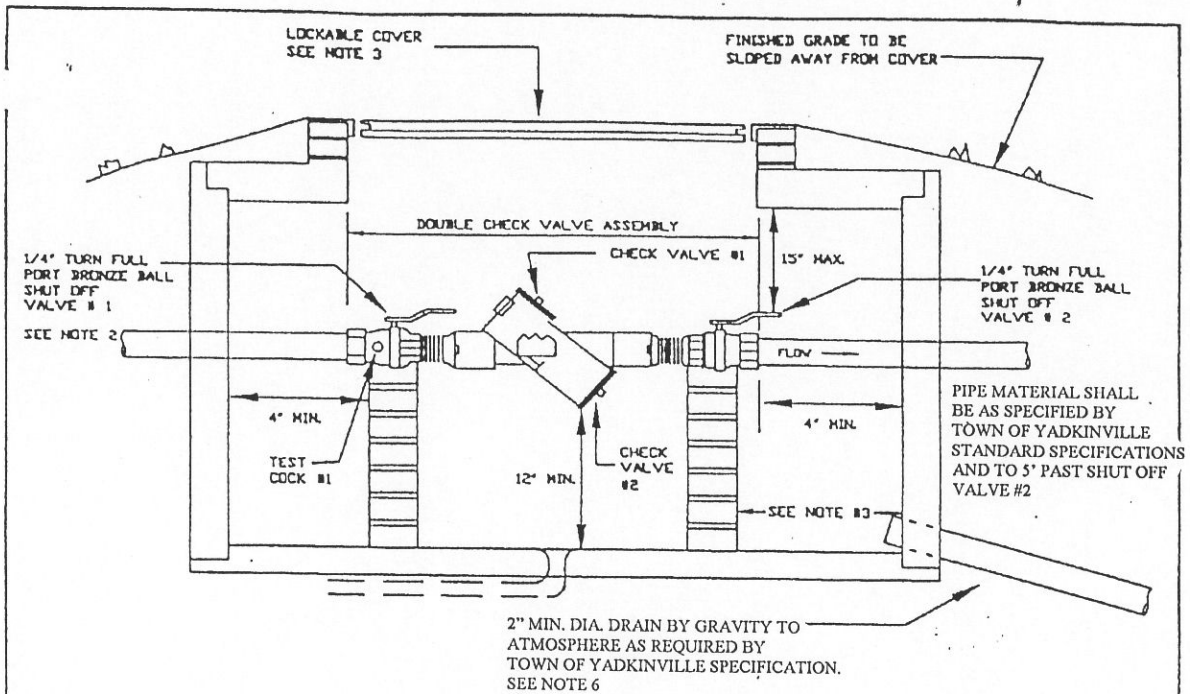 LOCKABLE COVER
SEE NOTE 3
FINISHED GRADE TO BE
SLOPED AWAY FROM COVER
DOUBLE CHECK VALVE ASSEMBLY
CHECK VALVE #1
15" MAX.
1/4" TURN FULL
PORT BRONZE BALL
SHUT OFF
VALVE # 1
SEE NOTE 2
1/4" TURN FULL
PORT BRONZE BALL
SHUT OFF
VALVE # 2
FLOW
4" MIN.
4" MIN.
PIPE MATERIAL SHALL
BE AS SPECIFIED BY
TOWN OF YADKINVILLE
STANDARD SPECIFICATIONS
AND TO 5' PAST SHUT OFF
VALVE #2
TEST
COCK #1
12" MIN.
CHECK
VALVE
#2
SEE NOTE #3
2" MIN. DIA. DRAIN BY GRAVITY TO
ATMOSPHERE AS REQUIRED BY
TOWN OF YADKINVILLE SPECIFICATION.
SEE NOTE 6